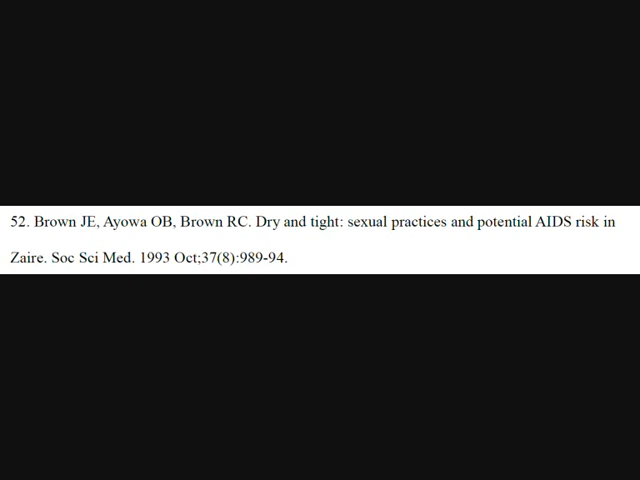 52. Brown JE, Ayowa OB, Brown RC. Dry and tight: sexual practices and potential AIDS risk in
Zaire. Soc Sci Med. 1993 Oct;37(8):989-94.